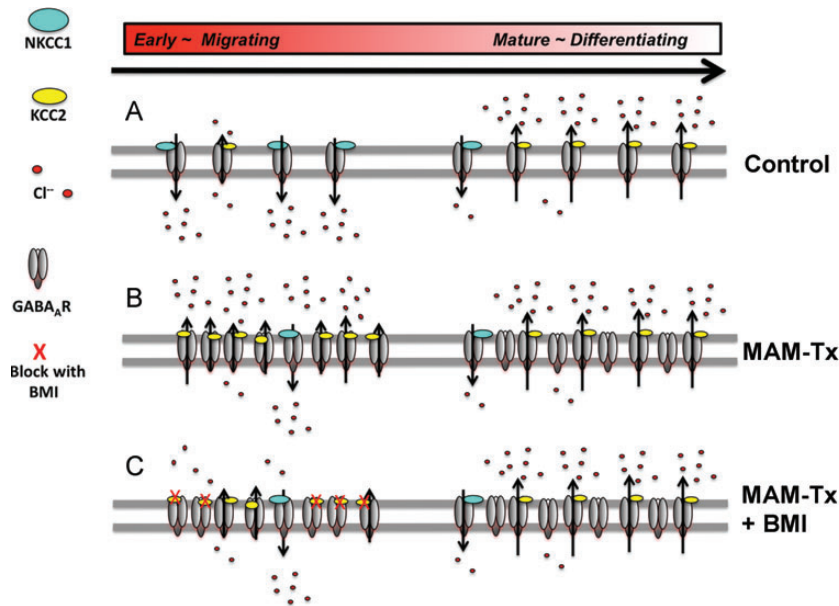 NKCC1
KCC2
Cl--
GABAAR
X
Block with
BMI
Early ~ Migrating
Mature ~ Differentiating
A
Control
B
MAM-Tx
C
X X X X X
MAM-Tx
+ BMI